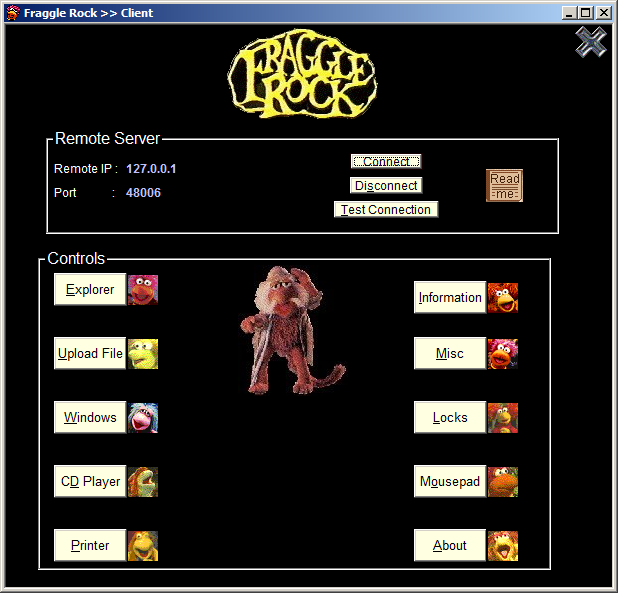 Fraggle Rock >> Client
FRAGGLE
ROCK
Remote Server
Remote IP : 127.0.0.1
Port : 48006
Connect
Disconnect
Test Connection
Read
me
Controls
Explorer
Information
Upload File
Misc
Windows
Locks
CD Player
Mousepad
Printer
About